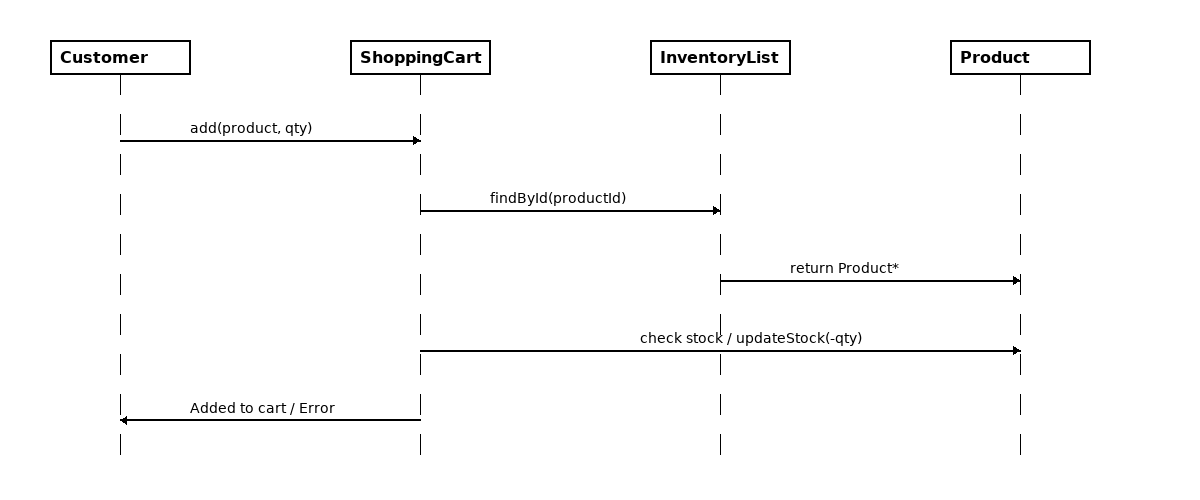 Customer
ShoppingCart
InventoryList
Product
add(product, qty)
findById(productId)
return Product*
check stock / updateStock(-qty)
Added to cart / Error